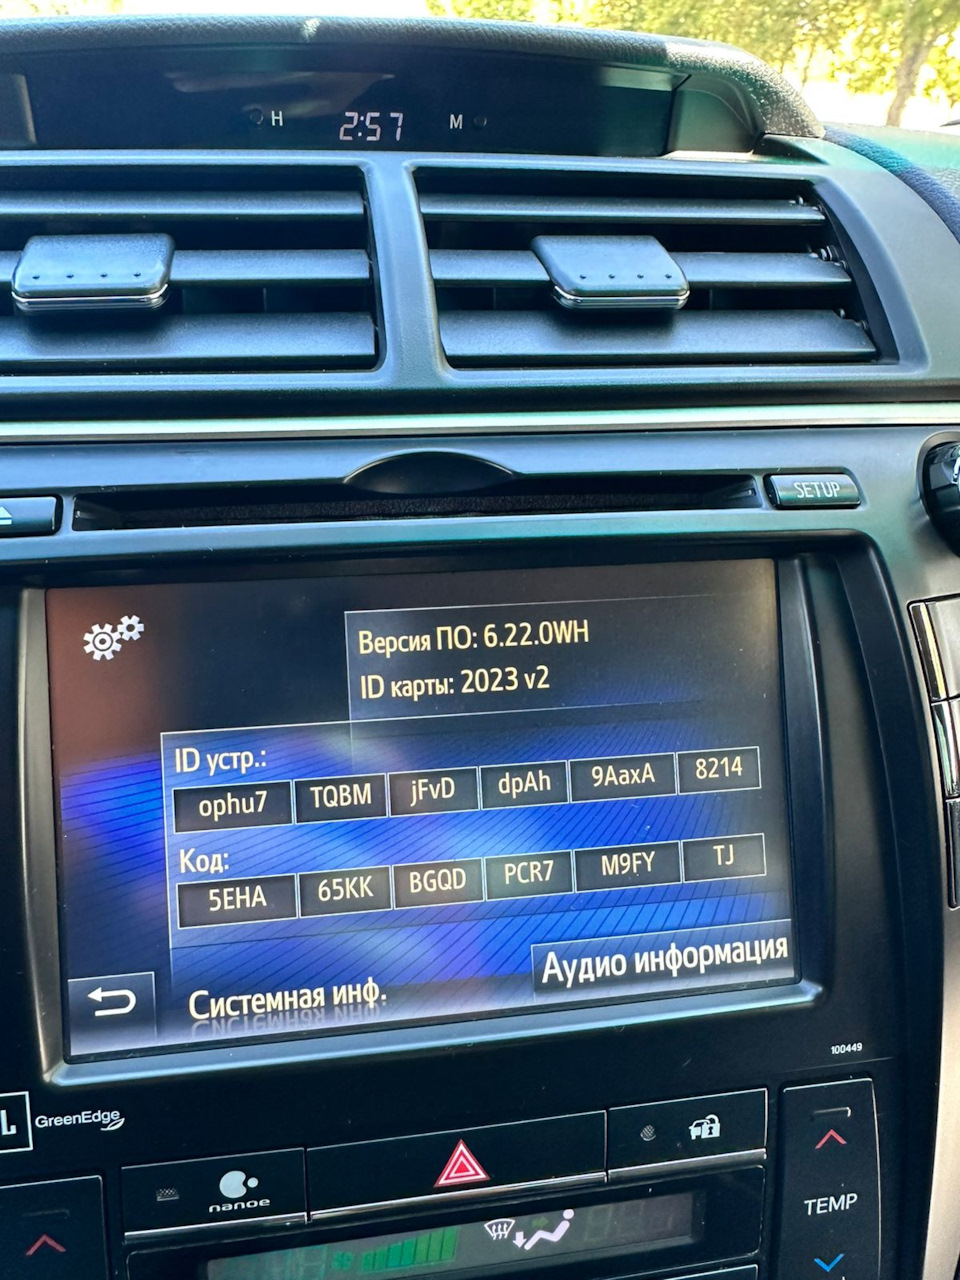 H 2:57 M
SETUP
Версия ПО: 6.22.0WH
ID карты: 2023 v2
ID устр.:
ophu7 TQBM jFvD dpAh 9AaxA 8214
Код:
5EHA 65KK BGQD PCR7 M9FY TJ
Аудио информация
Системная инф.
100449
GreenEdge
nanoe
TEMP